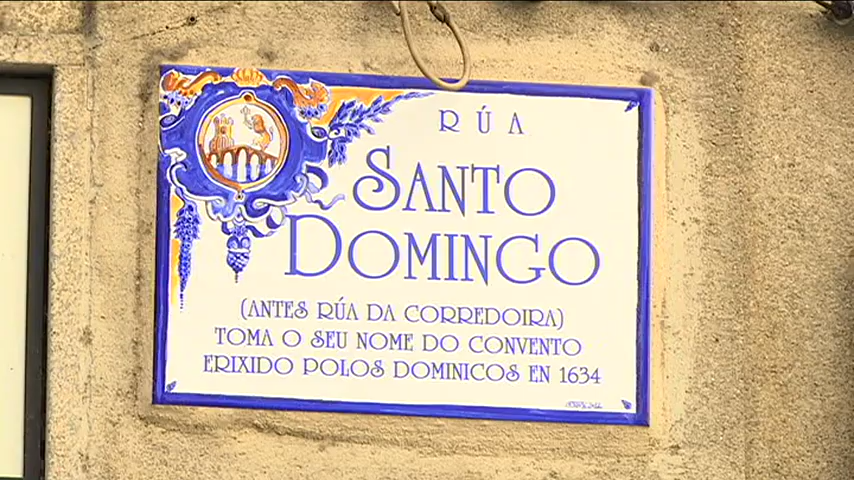 RÚA
SANTO
DOMINGO
(ANTES RÚA DA CORREDOIRA)
TOMA O SEU NOME DO CONVENTO
ERIXIDO POLOS DOMINICOS EN 1634